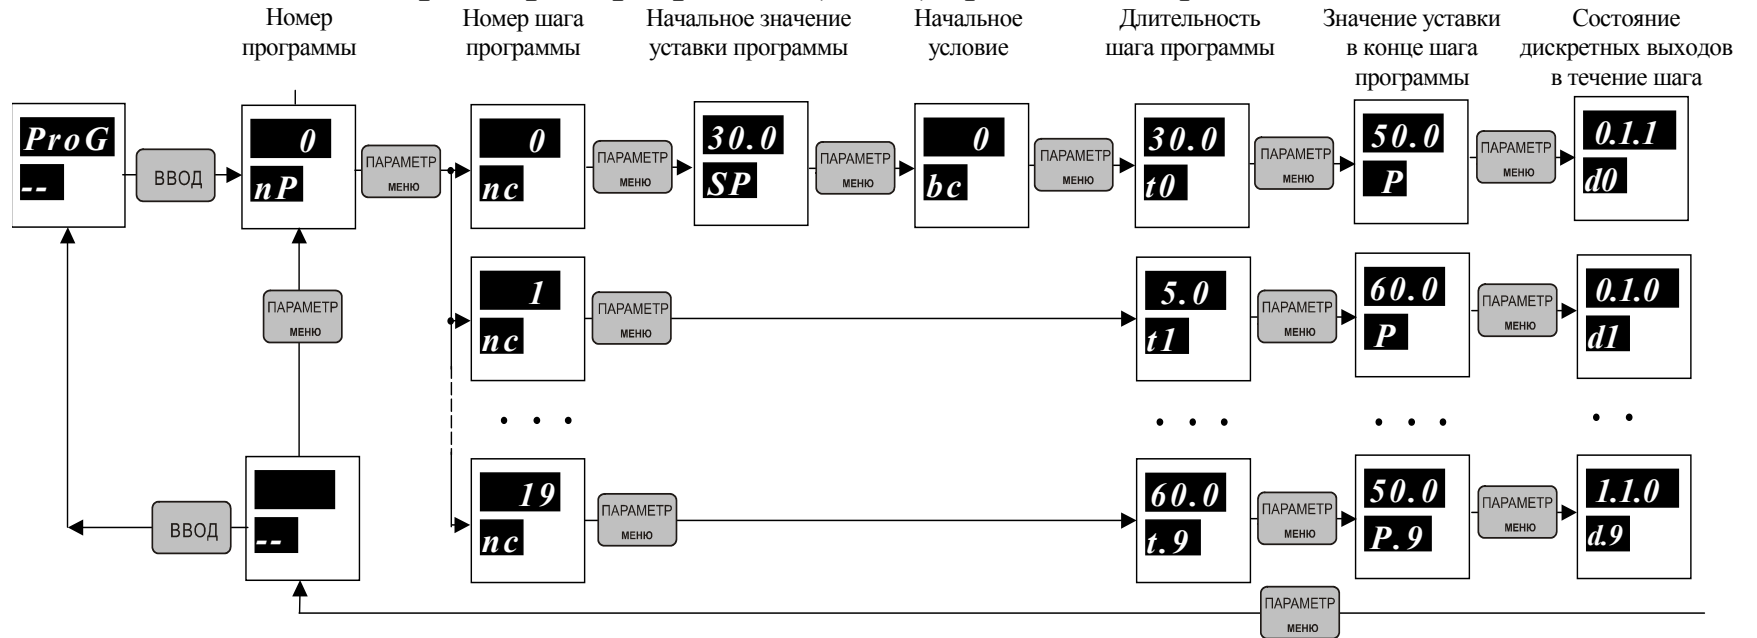 Номер
программы
Номер шага
программы
Начальное значение
уставки программы
Начальное
условие
Длительность
шага программы
Значение уставки
в конце шага
программы
Состояние
дискретных выходов
в течение шага
ProG
--
ВВОД
0
nP
ПАРАМЕТР
МЕНЮ
0
nc
ПАРАМЕТР
МЕНЮ
30.0
SP
ПАРАМЕТР
МЕНЮ
0
bc
ПАРАМЕТР
МЕНЮ
30.0
t0
ПАРАМЕТР
МЕНЮ
50.0
P
ПАРАМЕТР
МЕНЮ
0.1.1
d0
ПАРАМЕТР
МЕНЮ
1
nc
ПАРАМЕТР
МЕНЮ
5.0
t1
ПАРАМЕТР
МЕНЮ
60.0
P
ПАРАМЕТР
МЕНЮ
0.1.0
d1
. . .
. . .
. . .
. .
ВВОД
--
19
nc
ПАРАМЕТР
МЕНЮ
60.0
t.9
ПАРАМЕТР
МЕНЮ
50.0
P.9
ПАРАМЕТР
МЕНЮ
1.1.0
d.9
ПАРАМЕТР
МЕНЮ